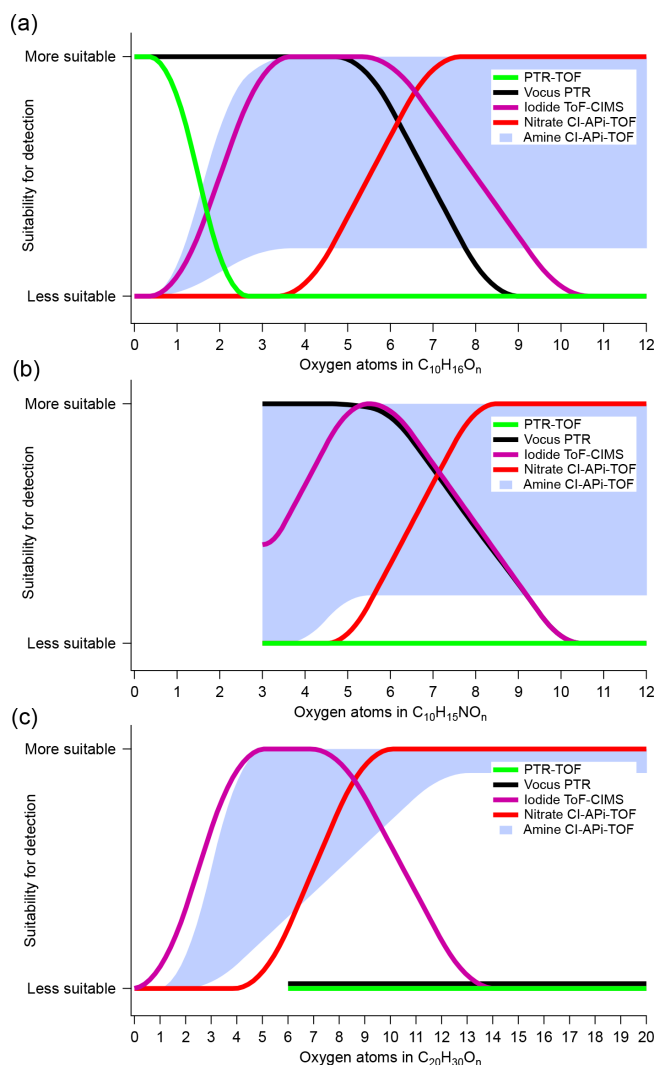 (a)
More suitable
Suitability for detection
Less suitable
PTR-TOF
Vocus PTR
Iodide ToF-CIMS
Nitrate CI-APi-TOF
Amine CI-APi-TOF
0 1 2 3 4 5 6 7 8 9 10 11 12
Oxygen atoms in C10H16On
(b)
More suitable
Suitability for detection
Less suitable
PTR-TOF
Vocus PTR
Iodide ToF-CIMS
Nitrate CI-APi-TOF
Amine CI-APi-TOF
0 1 2 3 4 5 6 7 8 9 10 11 12
Oxygen atoms in C10H15NOn
(c)
More suitable
Suitability for detection
Less suitable
PTR-TOF
Vocus PTR
Iodide ToF-CIMS
Nitrate CI-APi-TOF
Amine CI-APi-TOF
0 1 2 3 4 5 6 7 8 9 10 11 12 13 14 15 16 17 18 19 20
Oxygen atoms in C20H30On